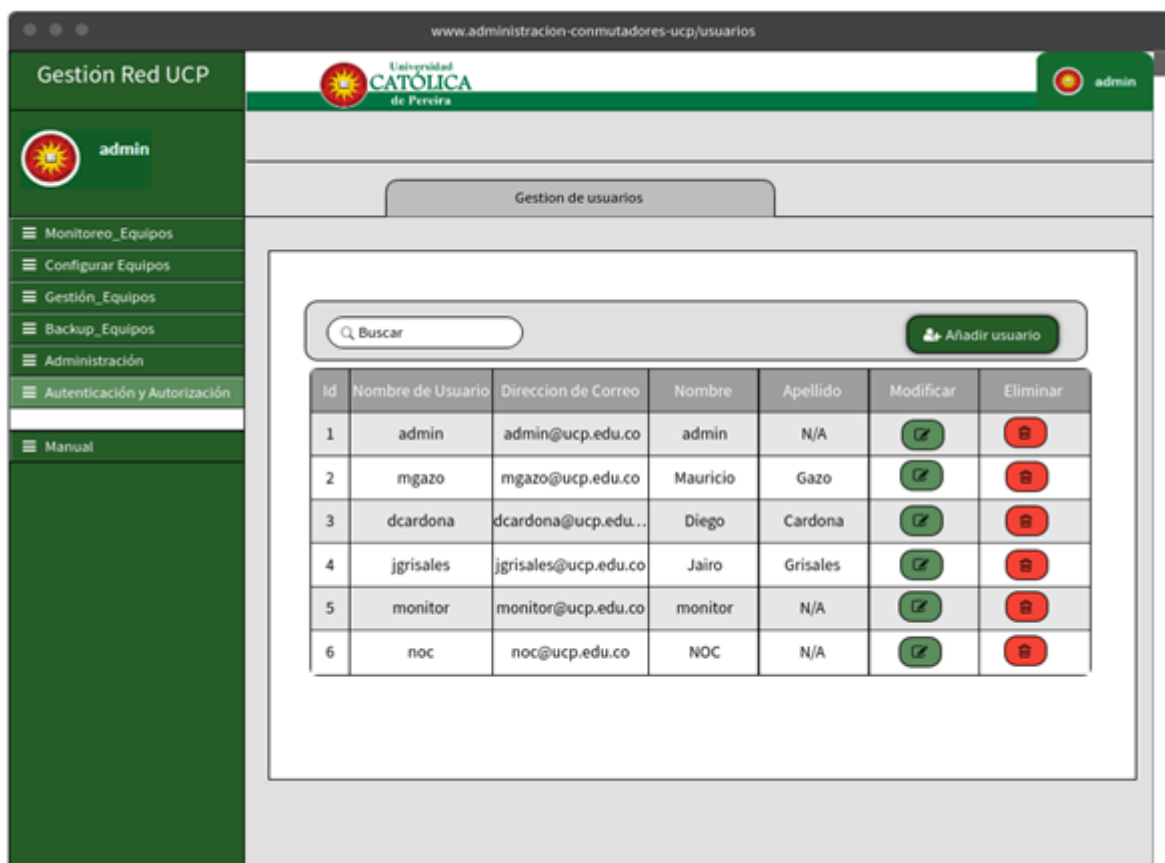 www.administracion-conmutadores-ucp/usuarios
Gestión Red UCP
Universidad
CATÓLICA
de Pereira
admin
admin
Gestion de usuarios
Monitoreo_Equipos
Configurar Equipos
Gestión_Equipos
Backup_Equipos
Administración
Autenticación y Autorización
Manual
Buscar
Añadir usuario
Id Nombre de Usuario Direccion de Correo Nombre Apellido Modificar Eliminar
1 admin admin@ucp.edu.co admin N/A
2 mgazo mgazo@ucp.edu.co Mauricio Gazo
3 dcardona dcardona@ucp.edu... Diego Cardona
4 jgrisales jgrisales@ucp.edu.co Jairo Grisales
5 monitor monitor@ucp.edu.co monitor N/A
6 noc noc@ucp.edu.co NOC N/A